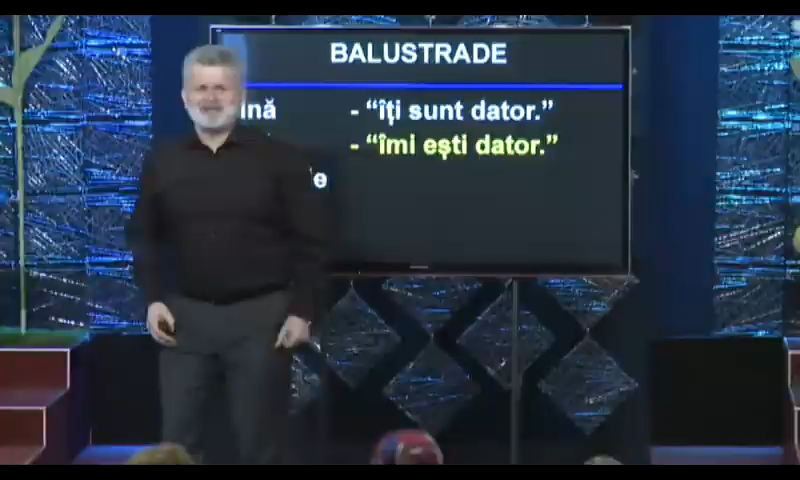 BALUSTRADE
- “îți sunt dator.”
- “îmi ești dator.”